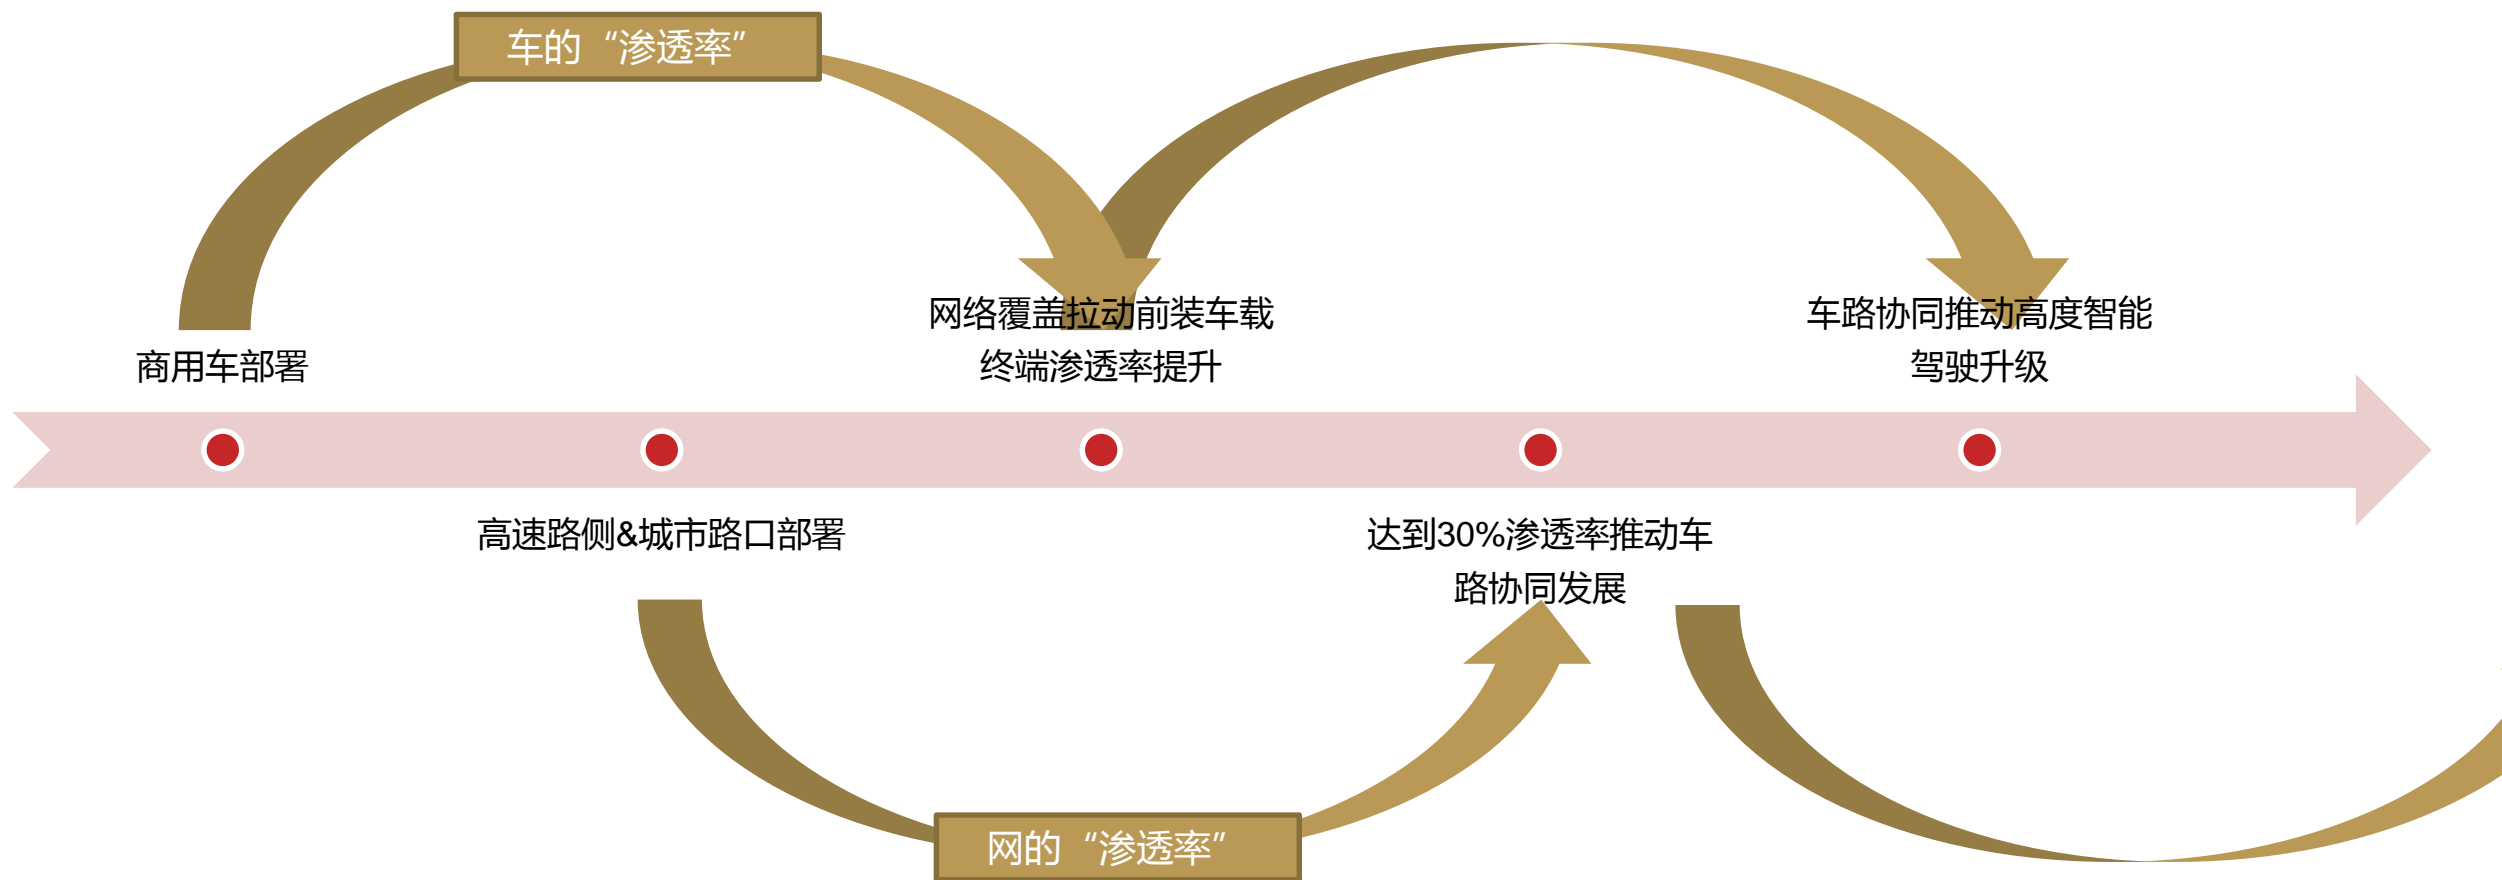 车的“渗透率”
网络覆盖拉动前装车载
终端渗透率提升
车路协同推动高度智能
驾驶升级
商用车部署
高速路侧&城市路口部署
达到30%渗透率推动车
路协同发展
网的“渗透率”